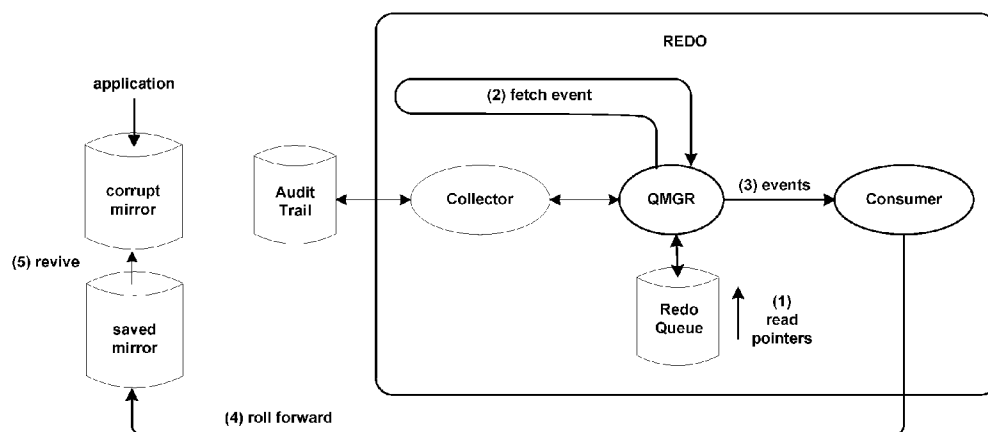 REDO
application
(2) fetch event
corrupt
mirror
Audit
Trail
Collector
QMGR
(3) events
Consumer
(5) revive
saved
mirror
Redo
Queue
(1)
read
pointers
(4) roll forward